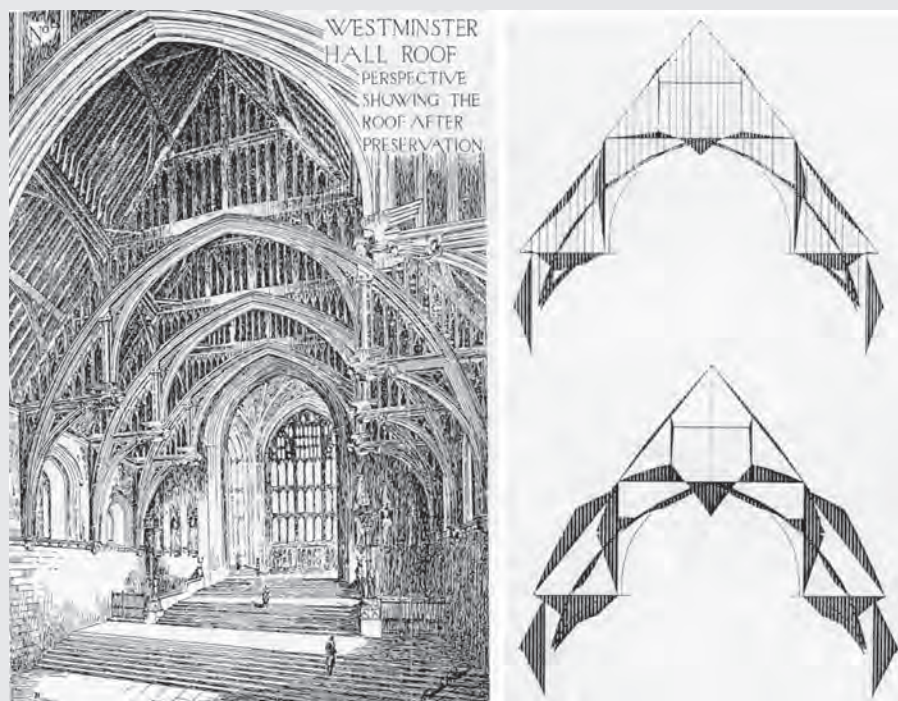 WESTMINSTER
HALL ROOF
PERSPECTIVE
SHOWING THE
ROOF AFTER
PRESERVATION